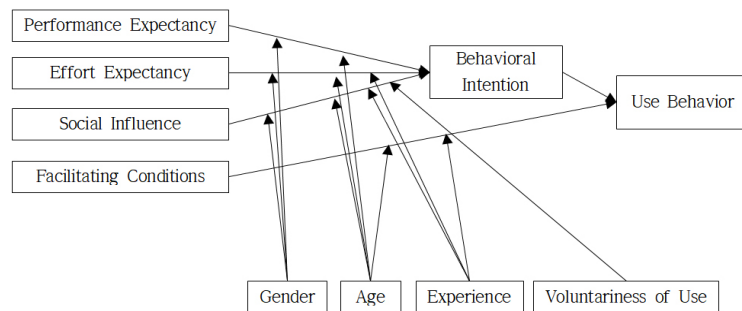 Performance Expectancy
Effort Expectancy
Social Influence
Facilitating Conditions
Behavioral
Intention
Use Behavior
Gender
Age
Experience
Voluntariness of Use